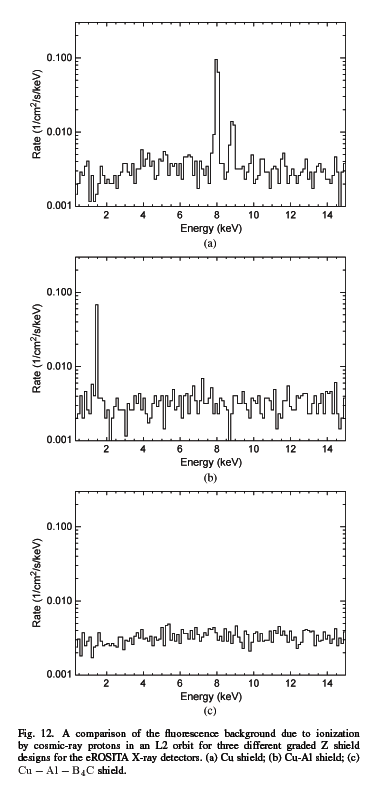 0.100
0.010
0.001
Rate (1/cm²/s/keV)
2 4 6 8 10 12 14
Energy (keV)
(a)
0.100
0.010
0.001
Rate (1/cm²/s/keV)
2 4 6 8 10 12 14
Energy (keV)
(b)
0.100
0.010
0.001
Rate (1/cm²/s/keV)
2 4 6 8 10 12 14
Energy (keV)
(c)
Fig. 12. A comparison of the fluorescence background due to ionization
by cosmic-ray protons in an L2 orbit for three different graded Z shield
designs for the eROSITA X-ray detectors. (a) Cu shield; (b) Cu-Al shield; (c)
Cu − Al − B₄C shield.